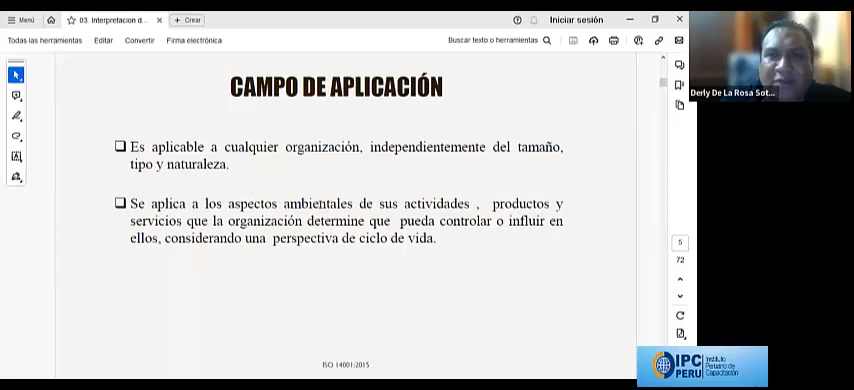 Menú
03. Interpretacion d...
+ Crear
Iniciar sesión
Todas las herramientas Editar Convertir Firma electrónica
Buscar texto o herramientas
CAMPO DE APLICACIÓN
Es aplicable a cualquier organización, independientemente del tamaño,
tipo y naturaleza.
Se aplica a los aspectos ambientales de sus actividades , productos y
servicios que la organización determine que pueda controlar o influir en
ellos, considerando una perspectiva de ciclo de vida.
ISO 14001:2015
5
72
Derly De La Rosa Sot...
IPC
PERU
Instituto
Peruano de
Capacitación